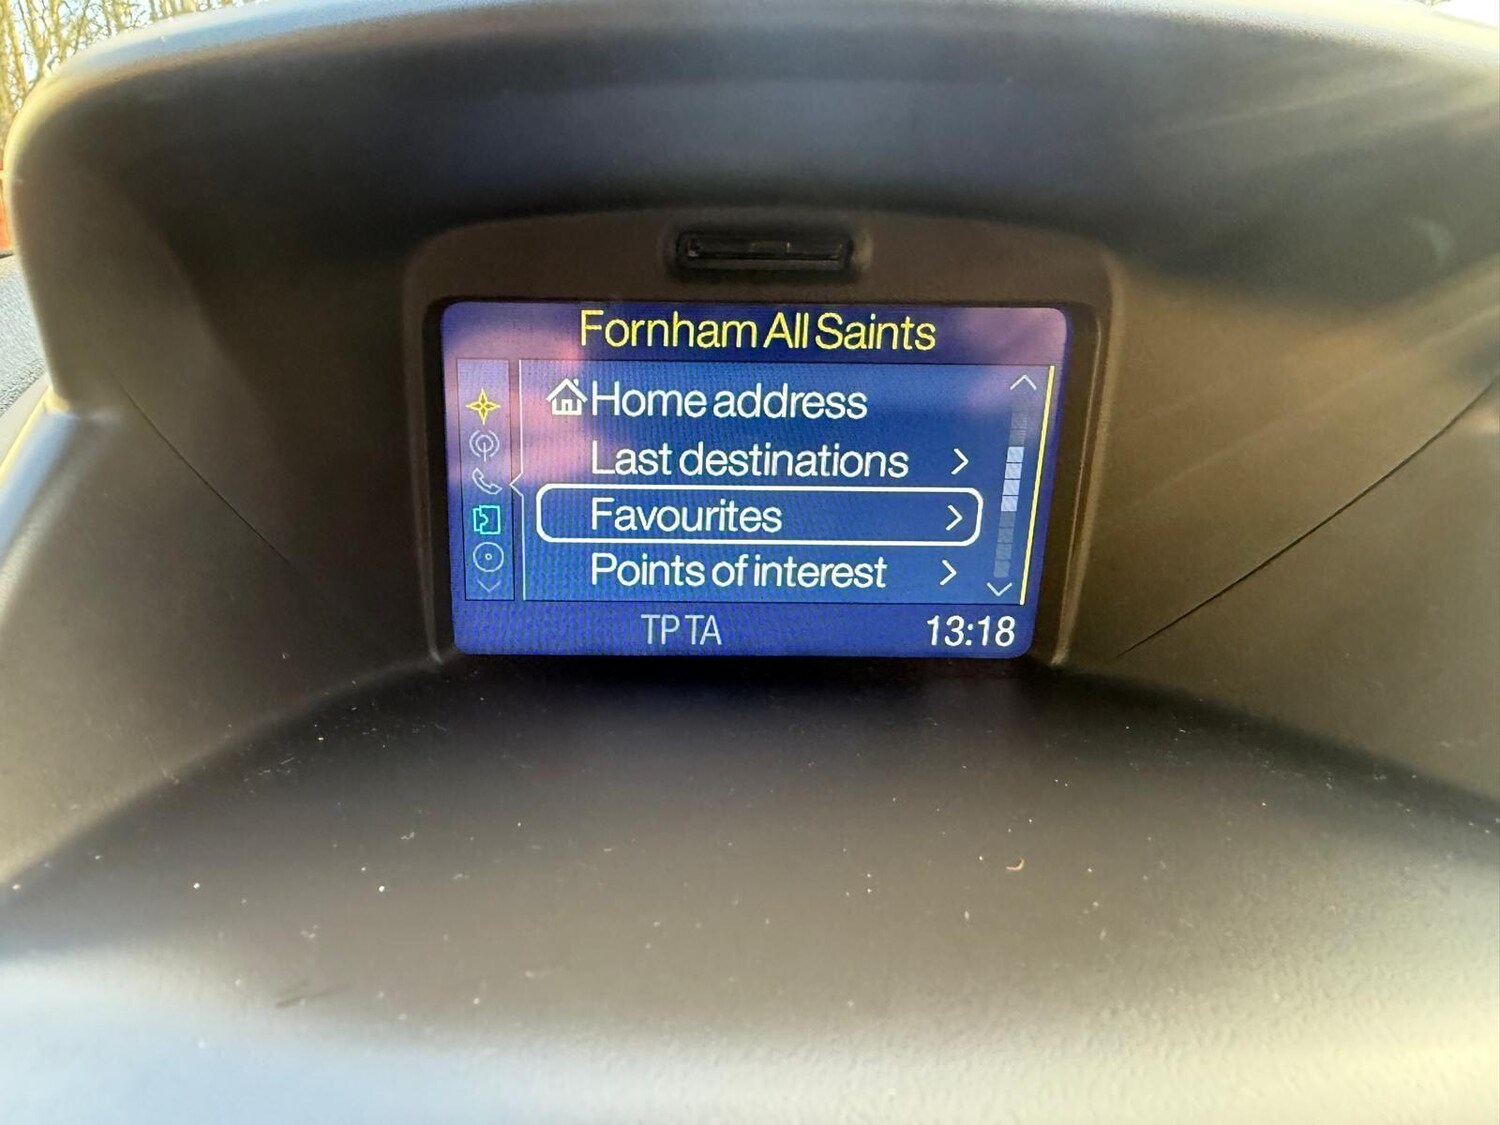 Fornham All Saints
Home address
Last destinations
Favourites
Points of interest
TP TA
13:18